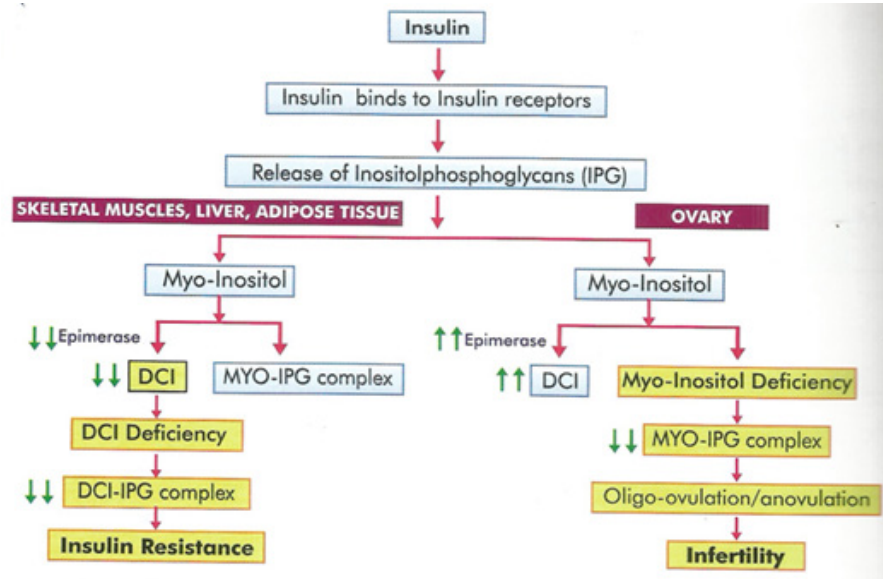 Insulin
Insulin binds to Insulin receptors
Release of Inositolphosphoglycans (IPG)
SKELETAL MUSCLES, LIVER, ADIPOSE TISSUE
OVARY
Myo-Inositol
Myo-Inositol
↓↓Epimerase
↑↑Epimerase
↓↓ DCI
MYO-IPG complex
↑↑ DCI
Myo-Inositol Deficiency
DCI Deficiency
↓↓ MYO-IPG complex
↓↓ DCI-IPG complex
Oligo-ovulation/anovulation
Insulin Resistance
Infertility